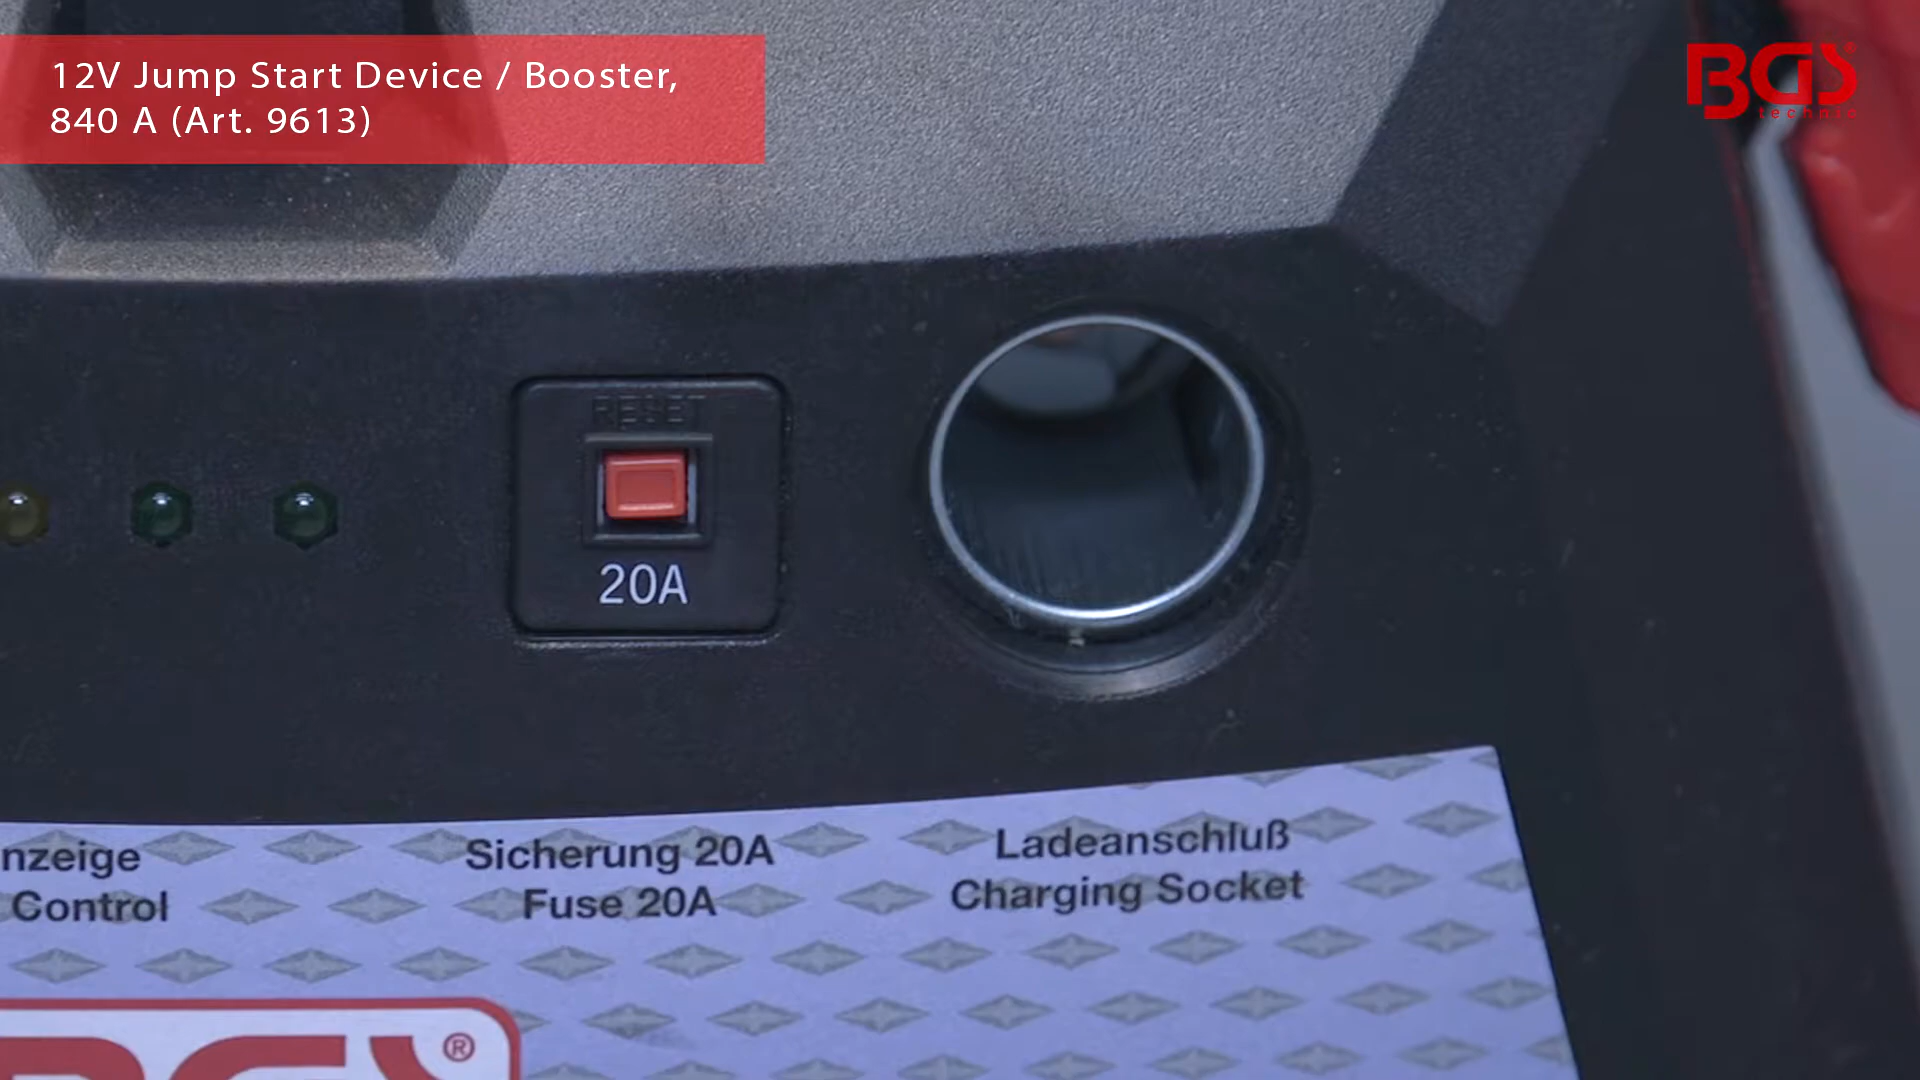 12V Jump Start Device / Booster,
840 A (Art. 9613)
BGS®
technic
RESET
20A
nzeige
Control
Sicherung 20A
Fuse 20A
Ladeanschluß
Charging Socket
BGS®